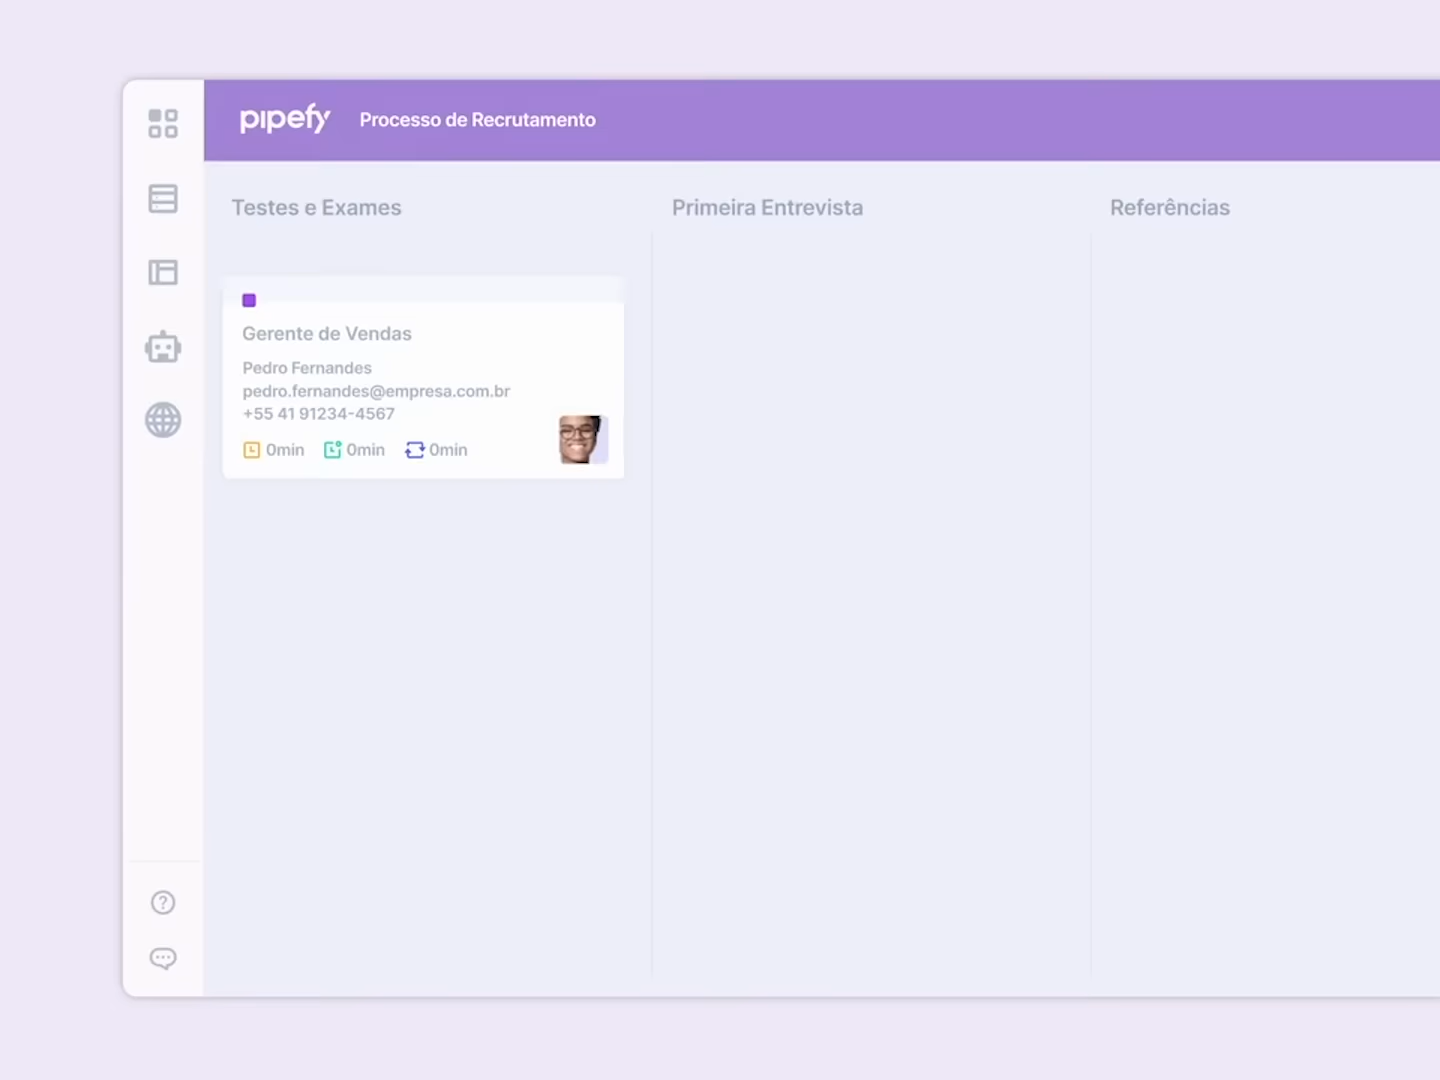 pipefy
Processo de Recrutamento
Testes e Exames
Primeira Entrevista
Referências
Gerente de Vendas
Pedro Fernandes
pedro.fernandes@empresa.com.br
+55 41 91234-4567
0min 0min 0min